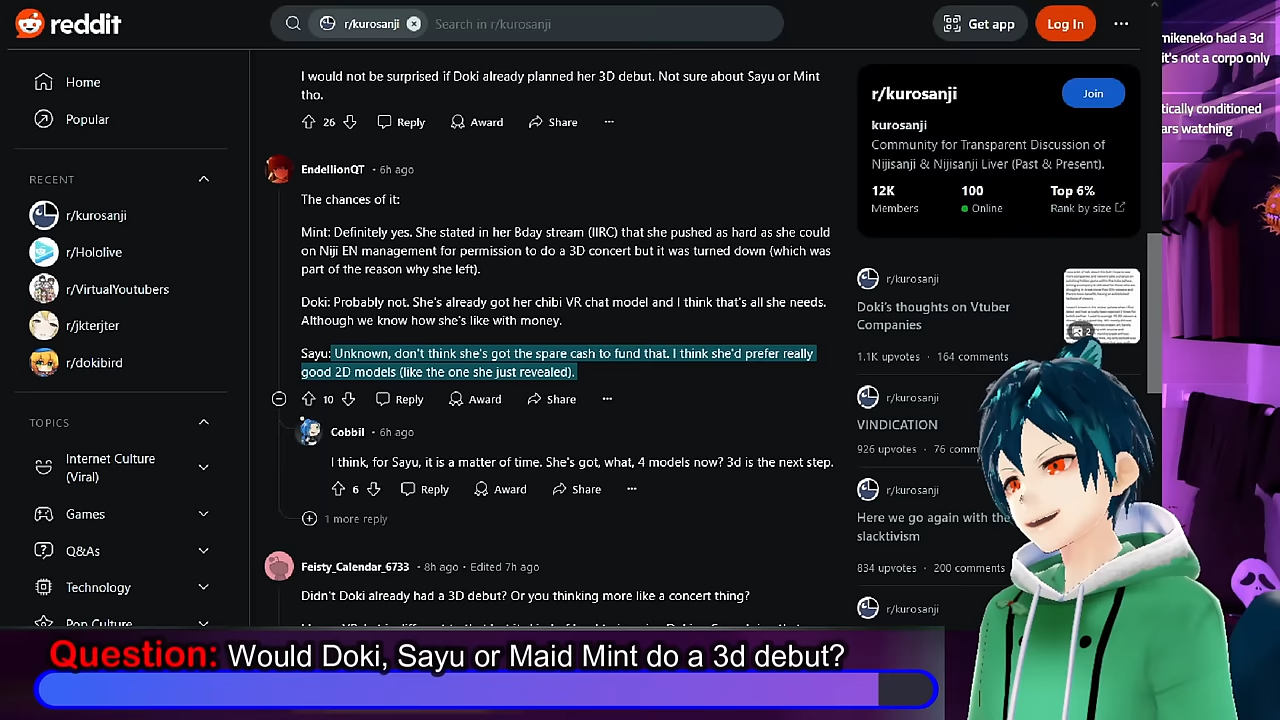 reddit
r/kurosanji
Search in r/kurosanji
Get app
Log In
mikeneko had a 3d
it's not a corpo only
tically conditioned
ars watching
Home
Popular
RECENT
r/kurosanji
r/Hololive
r/VirtualYoutubers
r/jkterjter
r/dokibird
TOPICS
Internet Culture
(Viral)
Games
Q&As
Technology
Pop Culture
I would not be surprised if Doki already planned her 3D debut. Not sure about Sayu or Mint
tho.
26
Reply
Award
Share
EndellionQT • 6h ago
The chances of it:
Mint: Definitely yes. She stated in her Bday stream (IIRC) that she pushed as hard as she could
on Niji EN management for permission to do a 3D concert but it was turned down (which was
part of the reason why she left).
Doki: Probably no. She's already got her stable VR chat model and I think that's all she needs.
Although we all know she's like with money.
Sayu: Unknown, don't think she's got the spare cash to fund that. I think she'd prefer really
good 2D models (like the one she just revealed).
10
Reply
Award
Share
Cobbil • 6h ago
I think, for Sayu, it is a matter of time. She's got, what, 4 models now? 3d is the next step.
6
Reply
Award
Share
1 more reply
Feisty_Calendar_6733 • 8h ago • Edited 7h ago
Didn't Doki already had a 3D debut? Or you thinking more like a concert thing?
r/kurosanji
Join
kurosanji
Community for Transparent Discussion of
Nijisanji & Nijisanji Liver (Past & Present).
12K
100
Top 6%
Members
Online
Rank by size
r/kurosanji
Doki's thoughts on Vtuber
Companies
1.1K upvotes • 164 comments
r/kurosanji
VINDICATION
926 upvotes • 76 comm
r/kurosanji
Here we go again with the
slacktivism
834 upvotes • 200 comments
r/kurosanji
Question: Would Doki, Sayu or Maid Mint do a 3d debut?